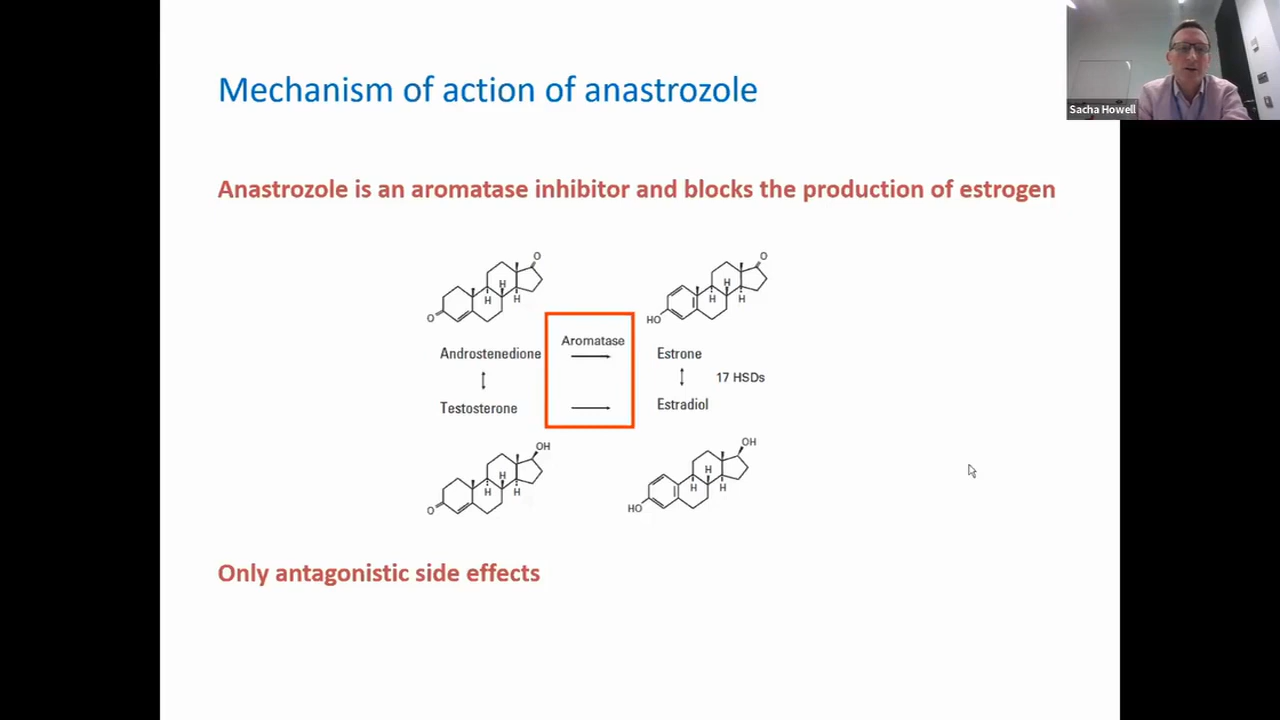 Mechanism of action of anastrozole
Sacha Howell
Anastrozole is an aromatase inhibitor and blocks the production of estrogen
O
H
H
H
O
O
H
H
H
HO
Aromatase
Androstenedione
Estrone
17 HSDs
Testosterone
Estradiol
OH
H
H
H
O
OH
H
H
H
HO
Only antagonistic side effects